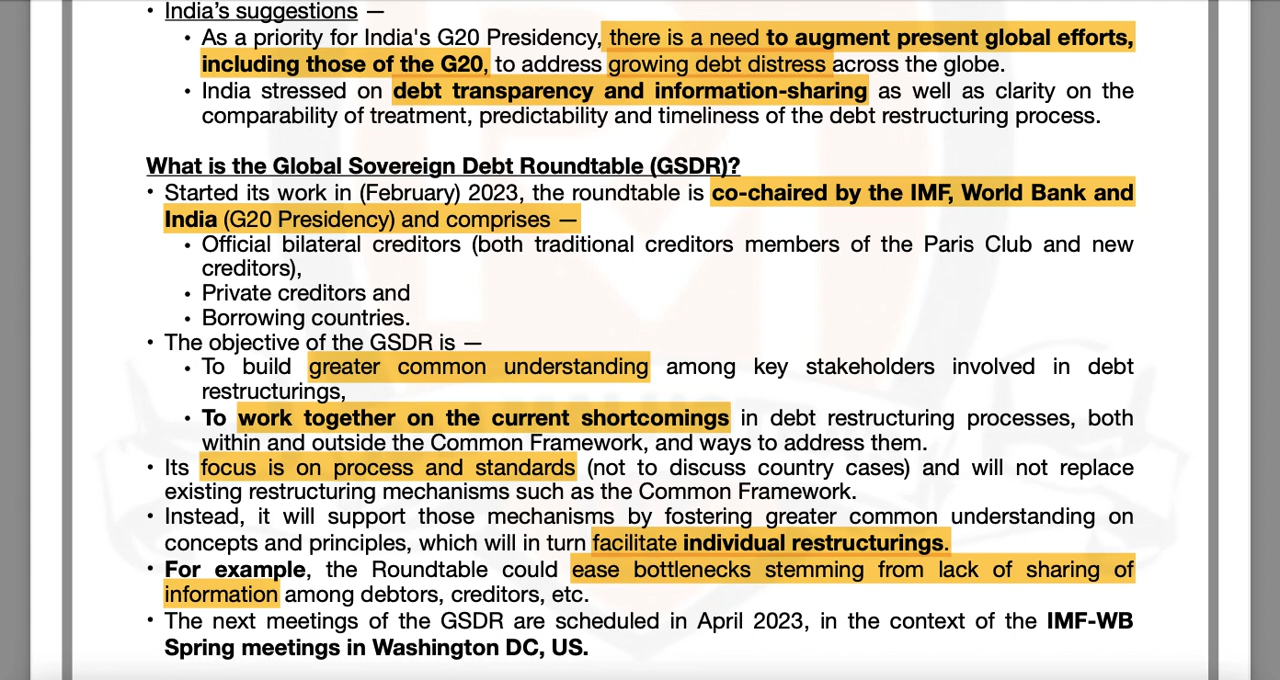 • India's suggestions —
• As a priority for India's G20 Presidency, there is a need to augment present global efforts,
including those of the G20, to address growing debt distress across the globe.
• India stressed on debt transparency and information-sharing as well as clarity on the
comparability of treatment, predictability and timeliness of the debt restructuring process.
What is the Global Sovereign Debt Roundtable (GSDR)?
• Started its work in (February) 2023, the roundtable is co-chaired by the IMF, World Bank and
India (G20 Presidency) and comprises —
• Official bilateral creditors (both traditional creditors members of the Paris Club and new
creditors),
• Private creditors and
• Borrowing countries.
• The objective of the GSDR is —
• To build greater common understanding among key stakeholders involved in debt
restructurings,
• To work together on the current shortcomings in debt restructuring processes, both
within and outside the Common Framework, and ways to address them.
• Its focus is on process and standards (not to discuss country cases) and will not replace
existing restructuring mechanisms such as the Common Framework.
• Instead, it will support those mechanisms by fostering greater common understanding on
concepts and principles, which will in turn facilitate individual restructurings.
• For example, the Roundtable could ease bottlenecks stemming from lack of sharing of
information among debtors, creditors, etc.
• The next meetings of the GSDR are scheduled in April 2023, in the context of the IMF-WB
Spring meetings in Washington DC, US.